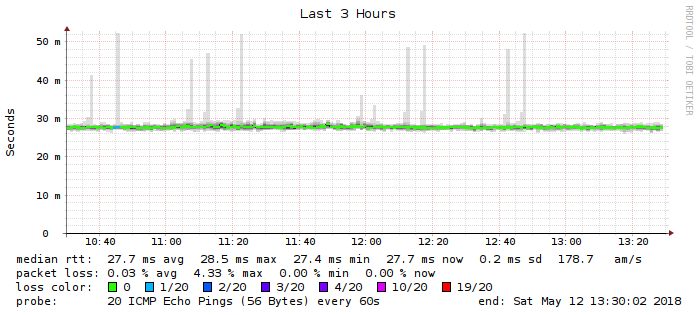 Last 3 Hours
RRDTOOL / TOBI OETIKER
Seconds
50 m
40 m
30 m
20 m
10 m
0
10:40 11:00 11:20 11:40 12:00 12:20 12:40 13:00 13:20
median rtt: 27.7 ms avg 28.5 ms max 27.4 ms min 27.7 ms now 0.2 ms sd 178.7 am/s
packet loss: 0.03 % avg 4.33 % max 0.00 % min 0.00 % now
loss color: 0 1/20 2/20 3/20 4/20 10/20 19/20
probe: 20 ICMP Echo Pings (56 Bytes) every 60s end: Sat May 12 13:30:02 2018